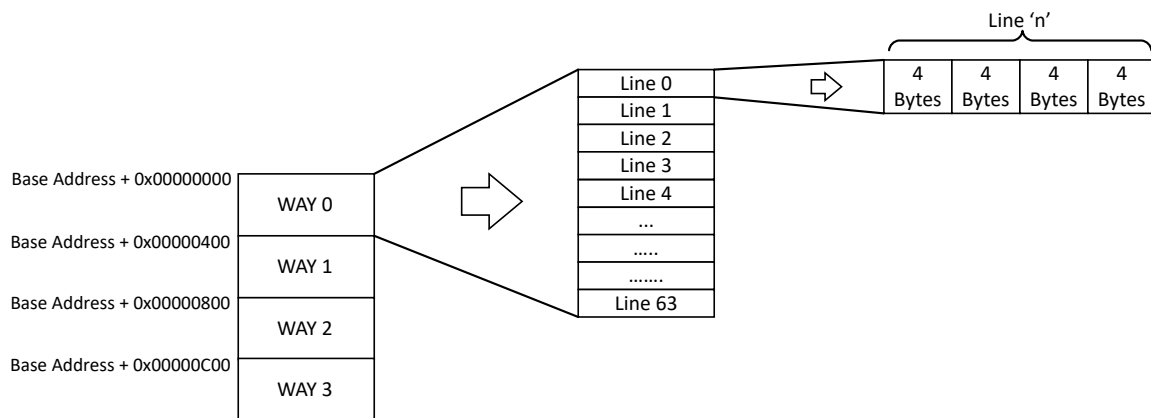 Line ‘n’
4 Bytes
4 Bytes
4 Bytes
4 Bytes
Line 0
Line 1
Line 2
Line 3
Line 4
...
.....
.......
Line 63
Base Address + 0x00000000
WAY 0
Base Address + 0x00000400
WAY 1
Base Address + 0x00000800
WAY 2
Base Address + 0x00000C00
WAY 3